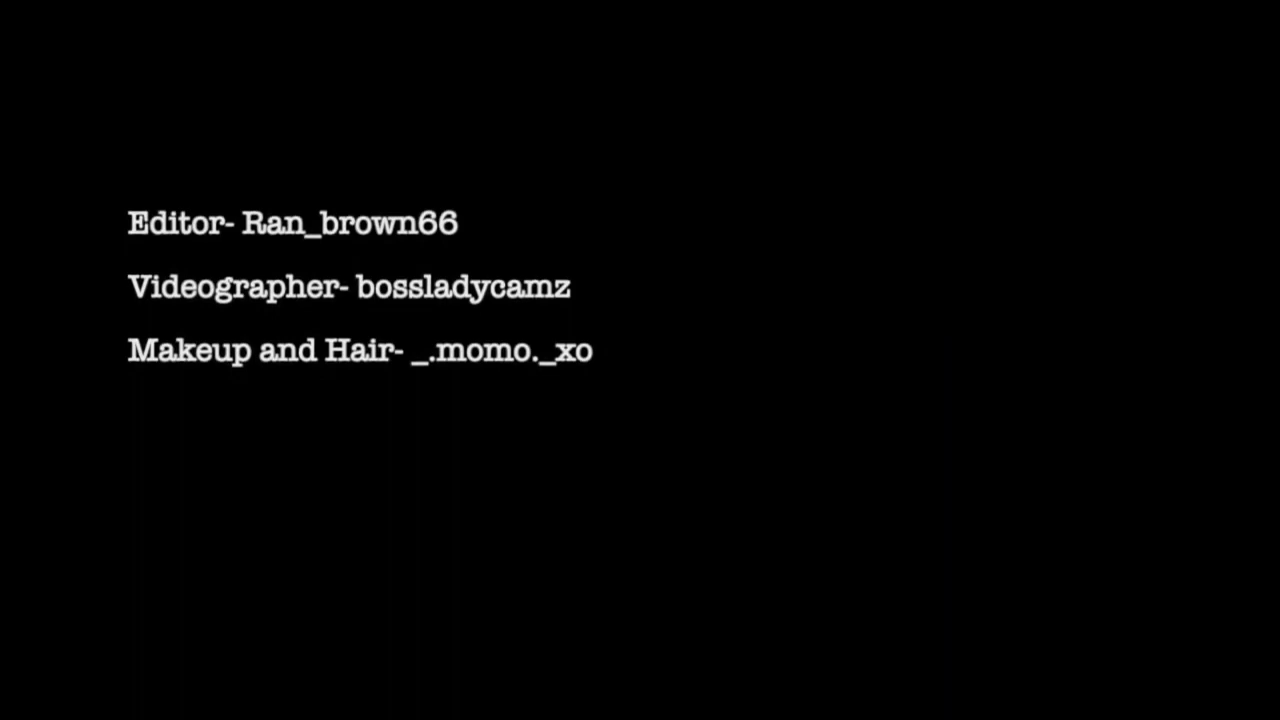 Editor- Ran_brown66
Videographer- bossladycamz
Makeup and Hair- _.momo._xo